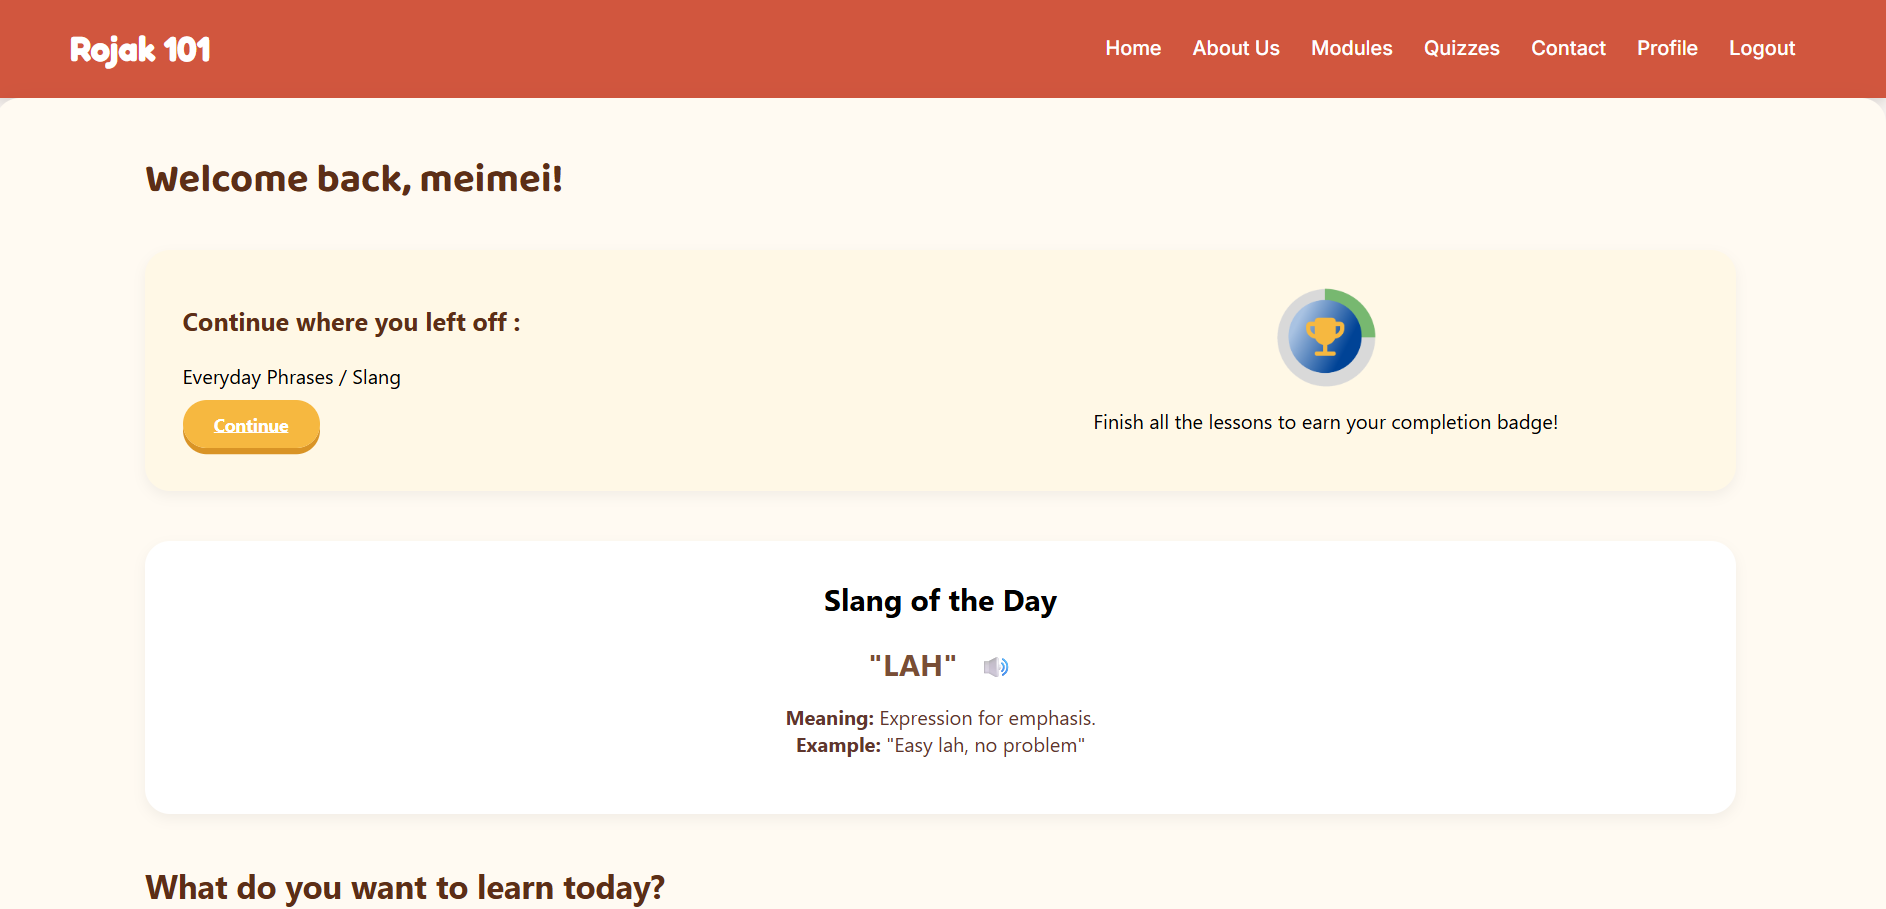 Rojak 101
Home About Us Modules Quizzes Contact Profile Logout
Welcome back, meimei!
Continue where you left off :
Everyday Phrases / Slang
Continue
Finish all the lessons to earn your completion badge!
Slang of the Day
"LAH"
Meaning: Expression for emphasis.
Example: "Easy lah, no problem"
What do you want to learn today?